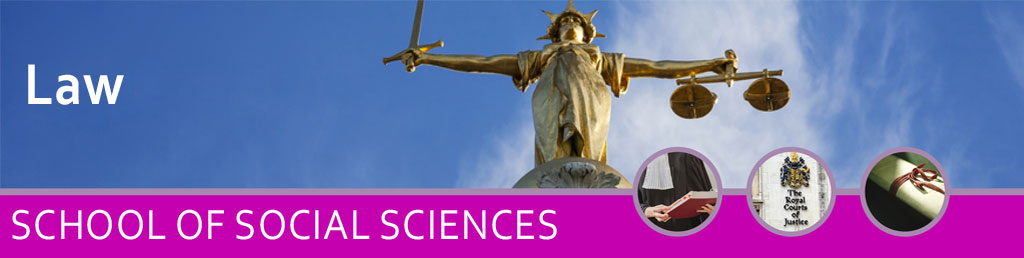 Law
SCHOOL OF SOCIAL SCIENCES
The
Royal
Courts
of
Justice